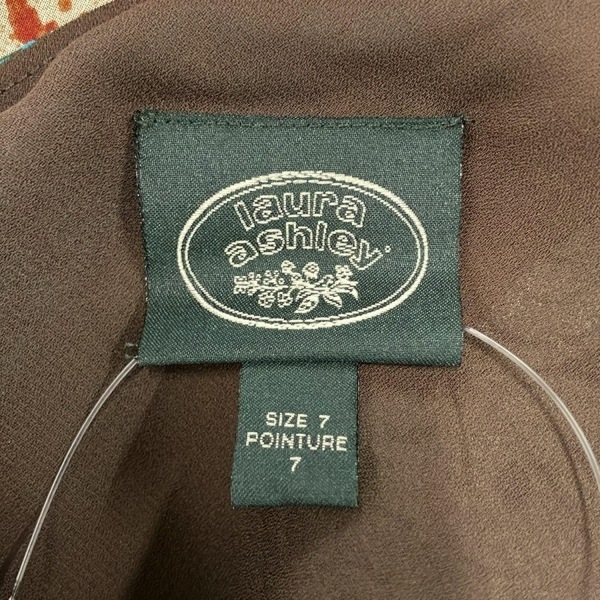 laura
ashley
SIZE 7
POINTURE
7